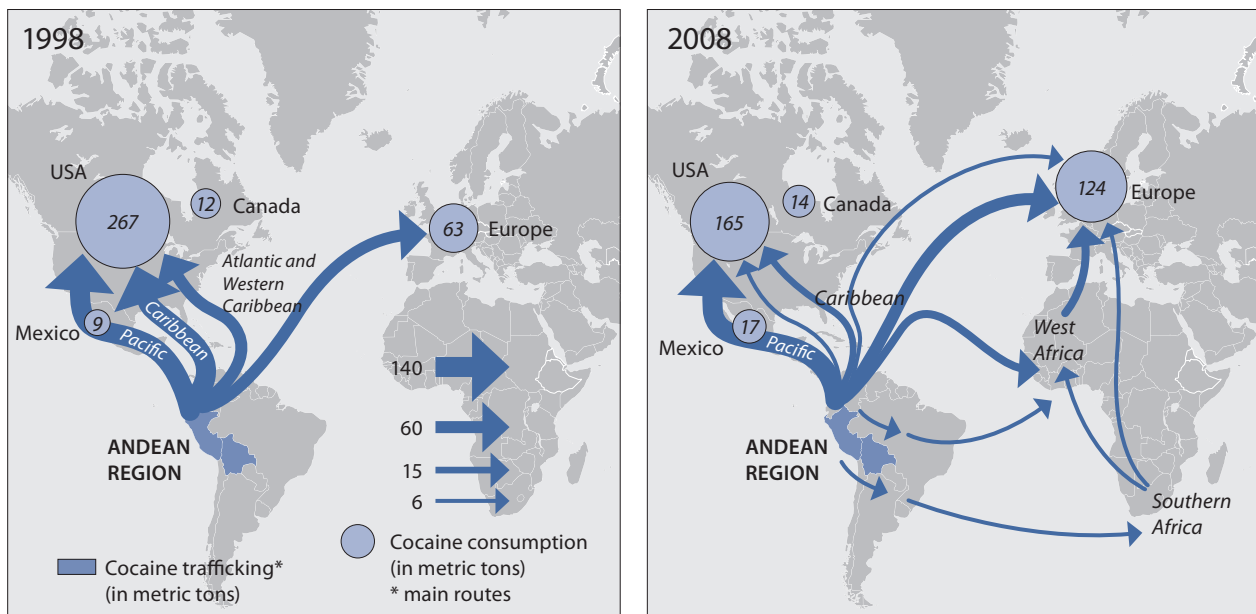 1998
USA
267
12
Canada
63
Europe
Atlantic and
Western
Caribbean
Caribbean
Pacific
Mexico
9
140
60
15
6
ANDEAN
REGION
Cocaine trafficking*
(in metric tons)
Cocaine consumption
(in metric tons)
* main routes
2008
USA
165
14
Canada
124
Europe
Caribbean
Mexico
17
Pacific
West
Africa
ANDEAN
REGION
Southern
Africa